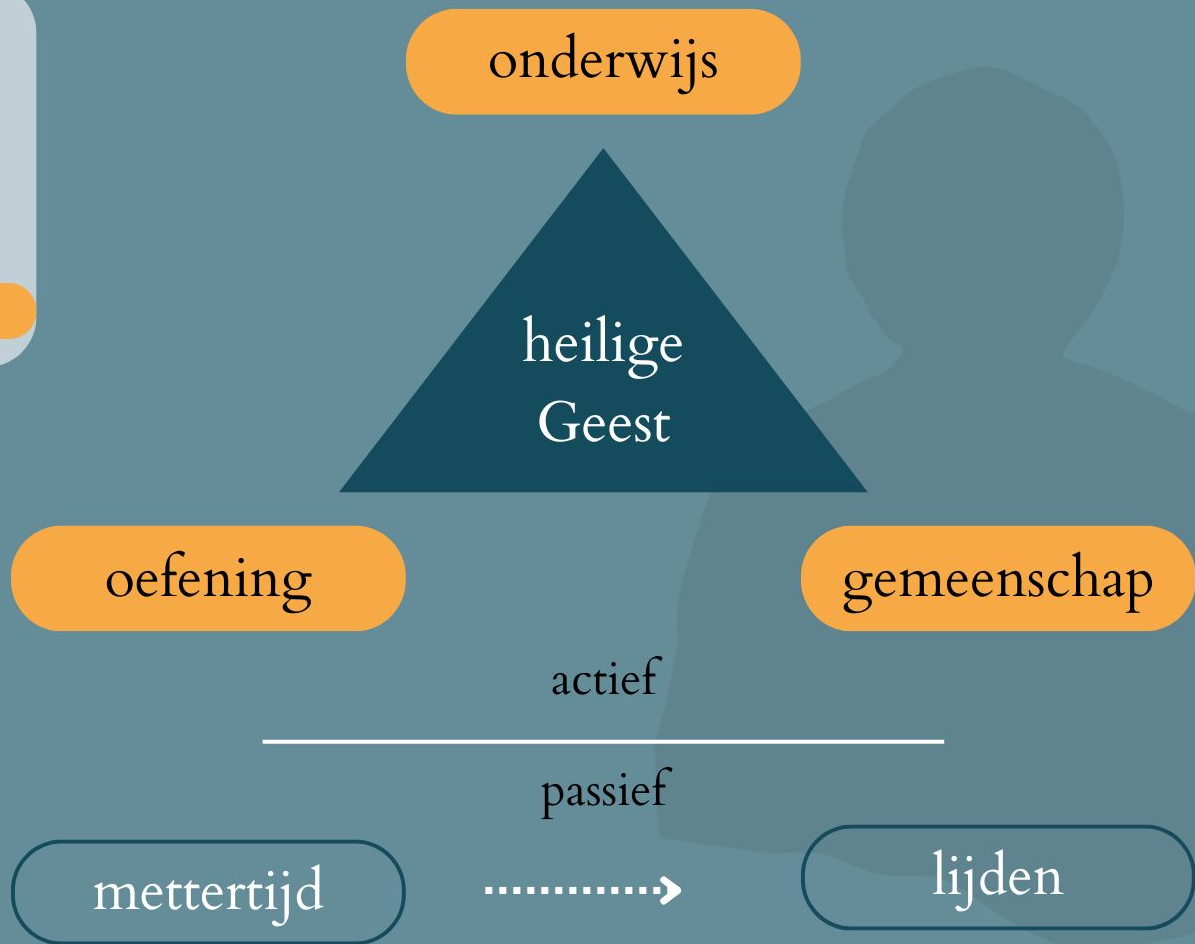 onderwijs
heilige
Geest
oefening
gemeenschap
actief
passief
mettertijd
lijden